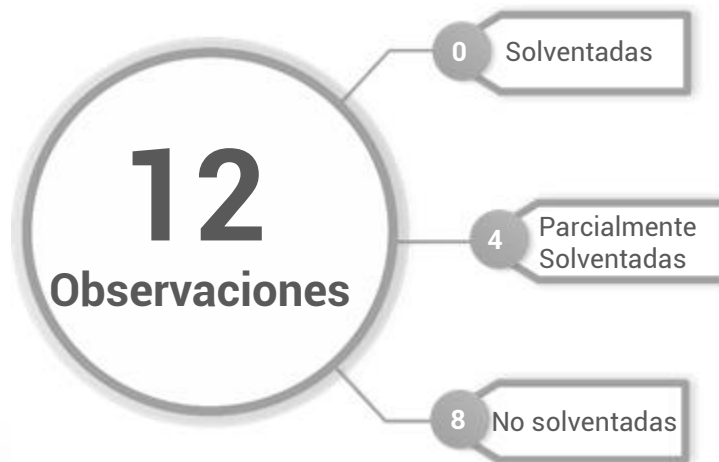 12
Observaciones
0 Solventadas
4 Parcialmente
Solventadas
8 No solventadas